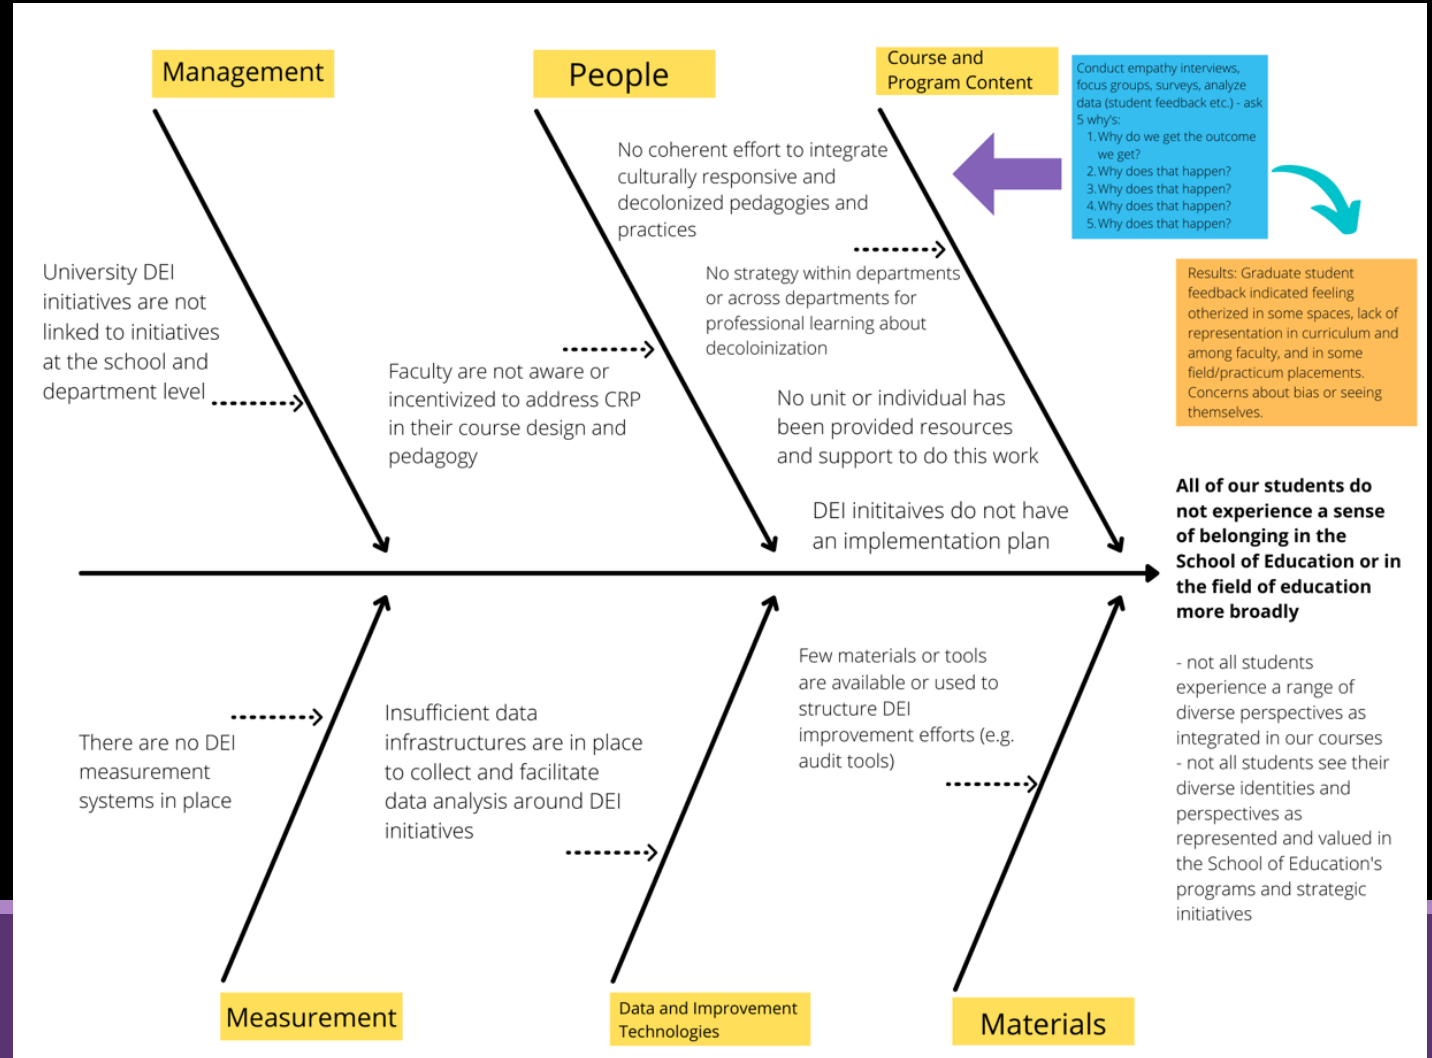 Management
People
Course and
Program Content
Conduct empathy interviews,
focus groups, surveys, analyze
data (student feedback etc.) - ask
5 why's:
1. Why do we get the outcome
we get?
2. Why does that happen?
3. Why does that happen?
4. Why does that happen?
5. Why does that happen?
Results: Graduate student
feedback indicated feeling
otherized in some spaces, lack of
representation in curriculum and
among faculty, and in some
field/practicum placements.
Concerns about bias or seeing
themselves.
University DEI
initiatives are not
linked to initiatives
at the school and
department level
Faculty are not aware or
incentivized to address CRP
in their course design and
pedagogy
No coherent effort to integrate
culturally responsive and
decolonized pedagogies and
practices
No strategy within departments
or across departments for
professional learning about
decoloinization
No unit or individual has
been provided resources
and support to do this work
DEI inititaives do not have
an implementation plan
All of our students do
not experience a sense
of belonging in the
School of Education or in
the field of education
more broadly
- not all students
experience a range of
diverse perspectives as
integrated in our courses
- not all students see their
diverse identities and
perspectives as
represented and valued in
the School of Education's
programs and strategic
initiatives
There are no DEI
measurement
systems in place
Insufficient data
infrastructures are in place
to collect and facilitate
data analysis around DEI
initiatives
Few materials or tools
are available or used to
structure DEI
improvement efforts (e.g.
audit tools)
Measurement
Data and Improvement
Technologies
Materials